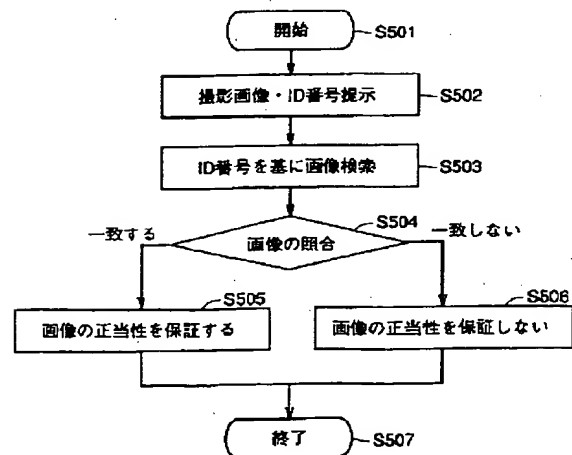 開始 S501
撮影画像・ID番号提示 S502
ID番号を基に画像検索 S503
S504
一致する 画像の照合 一致しない
S505 S506
画像の正当性を保証する 画像の正当性を保証しない
終了 S507